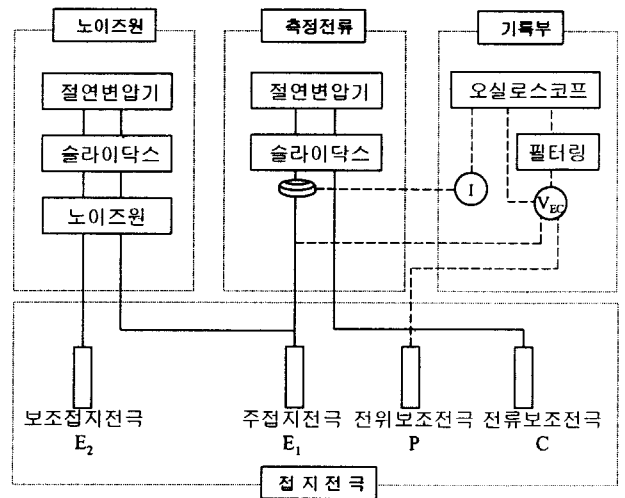 노이즈원
측정전류
기록부
절연변압기
절연변압기
오실로스코프
슬라이닥스
슬라이닥스
필터링
노이즈원
I
V_EG
보조접지전극
E₂
주접지전극
E₁
전위보조전극
P
전류보조전극
C
접 지 전 극